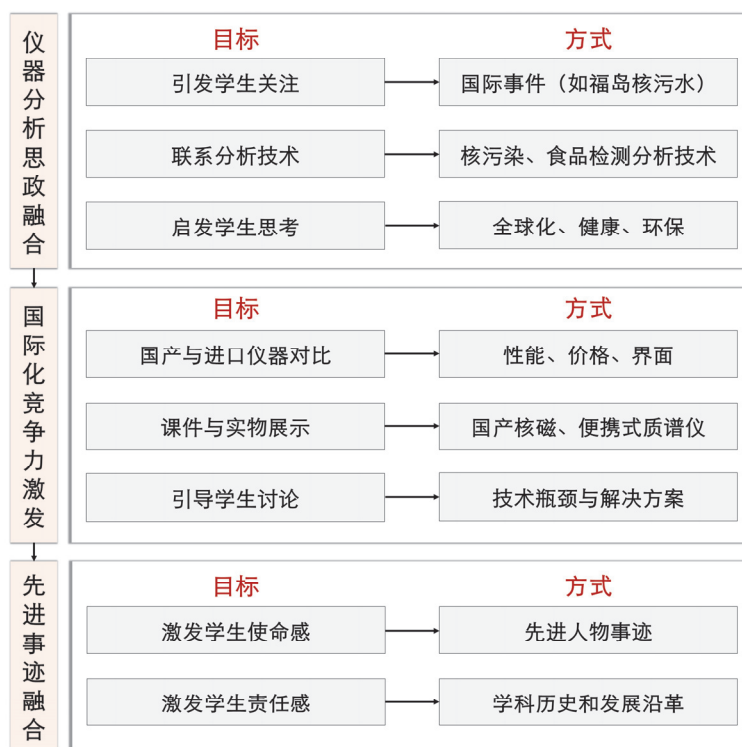 仪器分析思政融合
目标 方式
引发学生关注 国际事件（如福岛核污水）
联系分析技术 核污染、食品检测分析技术
启发学生思考 全球化、健康、环保
国际化竞争力激发
目标 方式
国产与进口仪器对比 性能、价格、界面
课件与实物展示 国产核磁、便携式质谱仪
引导学生讨论 技术瓶颈与解决方案
先进事迹融合
目标 方式
激发学生使命感 先进人物事迹
激发学生责任感 学科历史和发展沿革